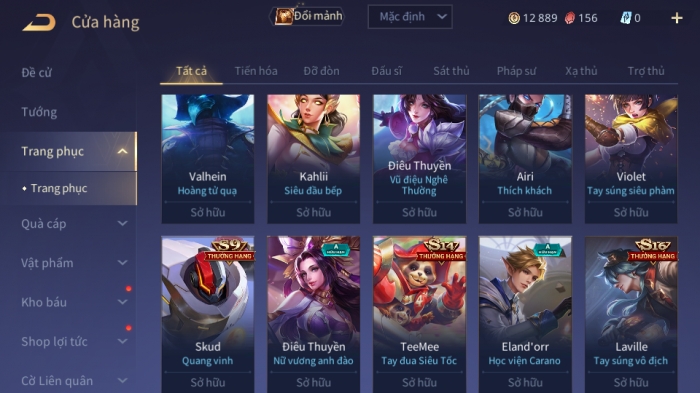 Cửa hàng
Đổi mảnh
Mặc định
12 889
156
0
+
Đề cử
Tướng
Trang phục
Trang phục
Quà cáp
Vật phẩm
Kho báu
Shop lợi tức
Cờ Liên quân
Tất cả Tiến hóa Đỡ đòn Đấu sĩ Sát thủ Pháp sư Xạ thủ Trợ thủ
Valhein
Hoàng tử quạ
Sở hữu
Kahlii
Siêu đầu bếp
Sở hữu
Điêu Thuyền
Vũ điệu Nghê
Thường
Sở hữu
Airi
Thích khách
Sở hữu
Violet
Tay súng siêu phàm
Sở hữu
S9
THƯỞNG HẠNG
Skud
Quang vinh
Sở hữu
A
Điêu Thuyền
Nữ vương anh đào
Sở hữu
S14
THƯỞNG HẠNG
TeeMee
Tay đua Siêu Tốc
Sở hữu
A
Eland'orr
Học viện Carano
Sở hữu
S16
THƯỞNG HẠNG
Laville
Tay súng vô địch
Sở hữu